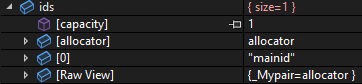 ids { size=1 }
[capacity] 1
[allocator] allocator
[0] "mainid"
[Raw View] {_Mypair=allocator